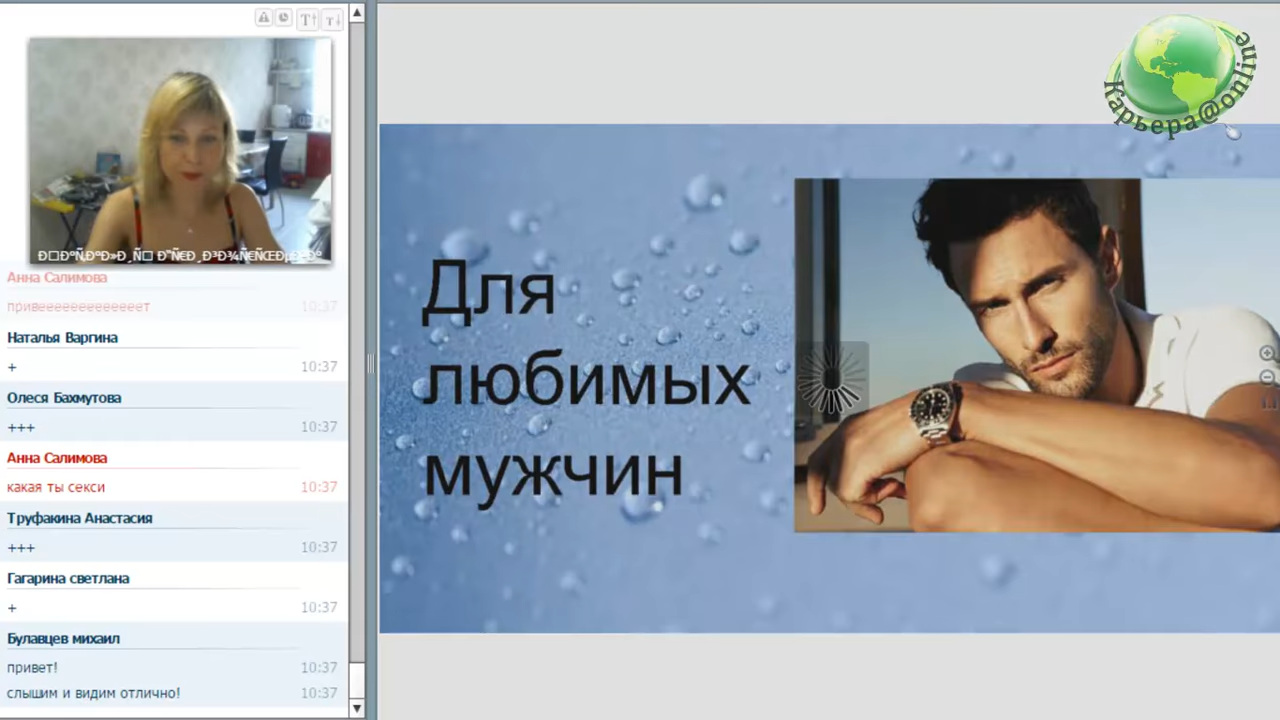 Анна Салимова
привееееееееееееет 10:37
Наталья Варгина
+ 10:37
Олеся Бахмутова
+++ 10:37
Анна Салимова
какая ты секси 10:37
Труфакина Анастасия
+++ 10:37
Гагарина светлана
+ 10:37
Булавцев михаил
привет! 10:37
слышим и видим отлично! 10:37
Для
любимых
мужчин
Карьера@online